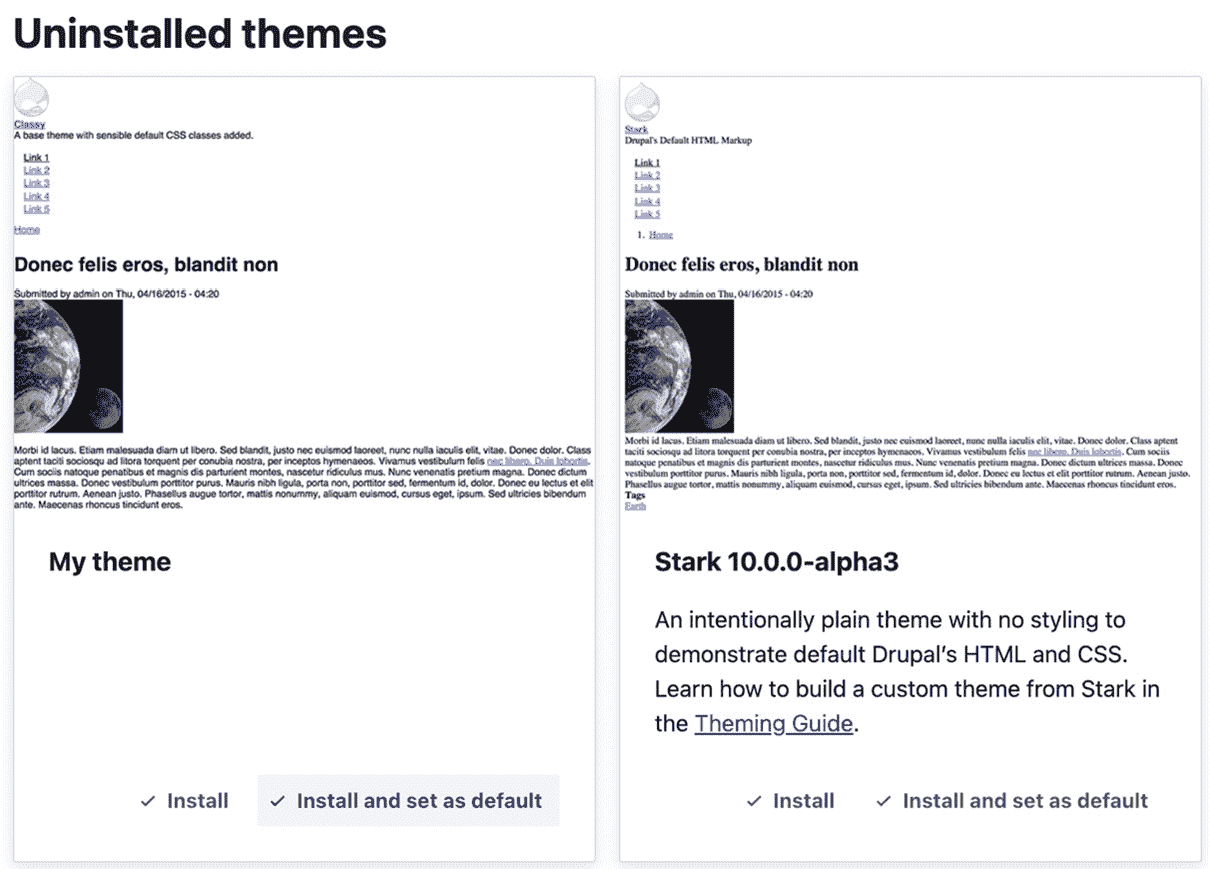 Uninstalled themes
Classy
A base theme with sensible default CSS classes added.
Link 1
Link 2
Link 3
Link 4
Link 5
Home
Donec felis eros, blandit non
Submitted by admin on Thu, 04/16/2015 - 04:20
Morbi id lacus. Etiam malesuada diam ut libero. Sed blandit, justo nec euismod laoreet, nunc nulla iaculis elit, vitae. Donec dolor. Class
aptent taciti sociosqu ad litora torquent per conubia nostra, per inceptos hymenaeos. Vivamus vestibulum felis nec libero. Duis lobortis.
Cum sociis natoque penatibus et magnis dis parturient montes, nascetur ridiculus mus. Nunc venenatis pretium magna. Donec dictum
ultrices massa. Donec vestibulum porttitor purus. Mauris nibh ligula, porta non, porttitor sed, fermentum id, dolor. Donec eu lectus et elit
porttitor rutrum. Aenean justo. Phasellus augue tortor, mattis nonummy, aliquam euismod, cursus eget, ipsum. Sed ultricies bibendum
ante. Maecenas rhoncus tincidunt eros.
My theme
Install
Install and set as default
Stark
Drupal's Default HTML Markup
Link 1
Link 2
Link 3
Link 4
Link 5
1. Home
Donec felis eros, blandit non
Submitted by admin on Thu, 04/16/2015 - 04:20
Morbi id lacus. Etiam malesuada diam ut libero. Sed blandit, justo nec euismod laoreet, nunc nulla iaculis elit, vitae. Donec dolor. Class aptent
taciti sociosqu ad litora torquent per conubia nostra, per inceptos hymenaeos. Vivamus vestibulum felis nec libero. Duis lobortis. Cum sociis
natoque penatibus et magnis dis parturient montes, nascetur ridiculus mus. Nunc venenatis pretium magna. Donec dictum ultrices massa. Donec
vestibulum porttitor purus. Mauris nibh ligula, porta non, porttitor sed, fermentum id, dolor. Donec eu lectus et elit porttitor rutrum. Aenean justo.
Phasellus augue tortor, mattis nonummy, aliquam euismod, cursus eget, ipsum. Sed ultricies bibendum ante. Maecenas rhoncus tincidunt eros.
Tags
Earth
Stark 10.0.0-alpha3
An intentionally plain theme with no styling to
demonstrate default Drupal’s HTML and CSS.
Learn how to build a custom theme from Stark in
the Theming Guide.
Install
Install and set as default